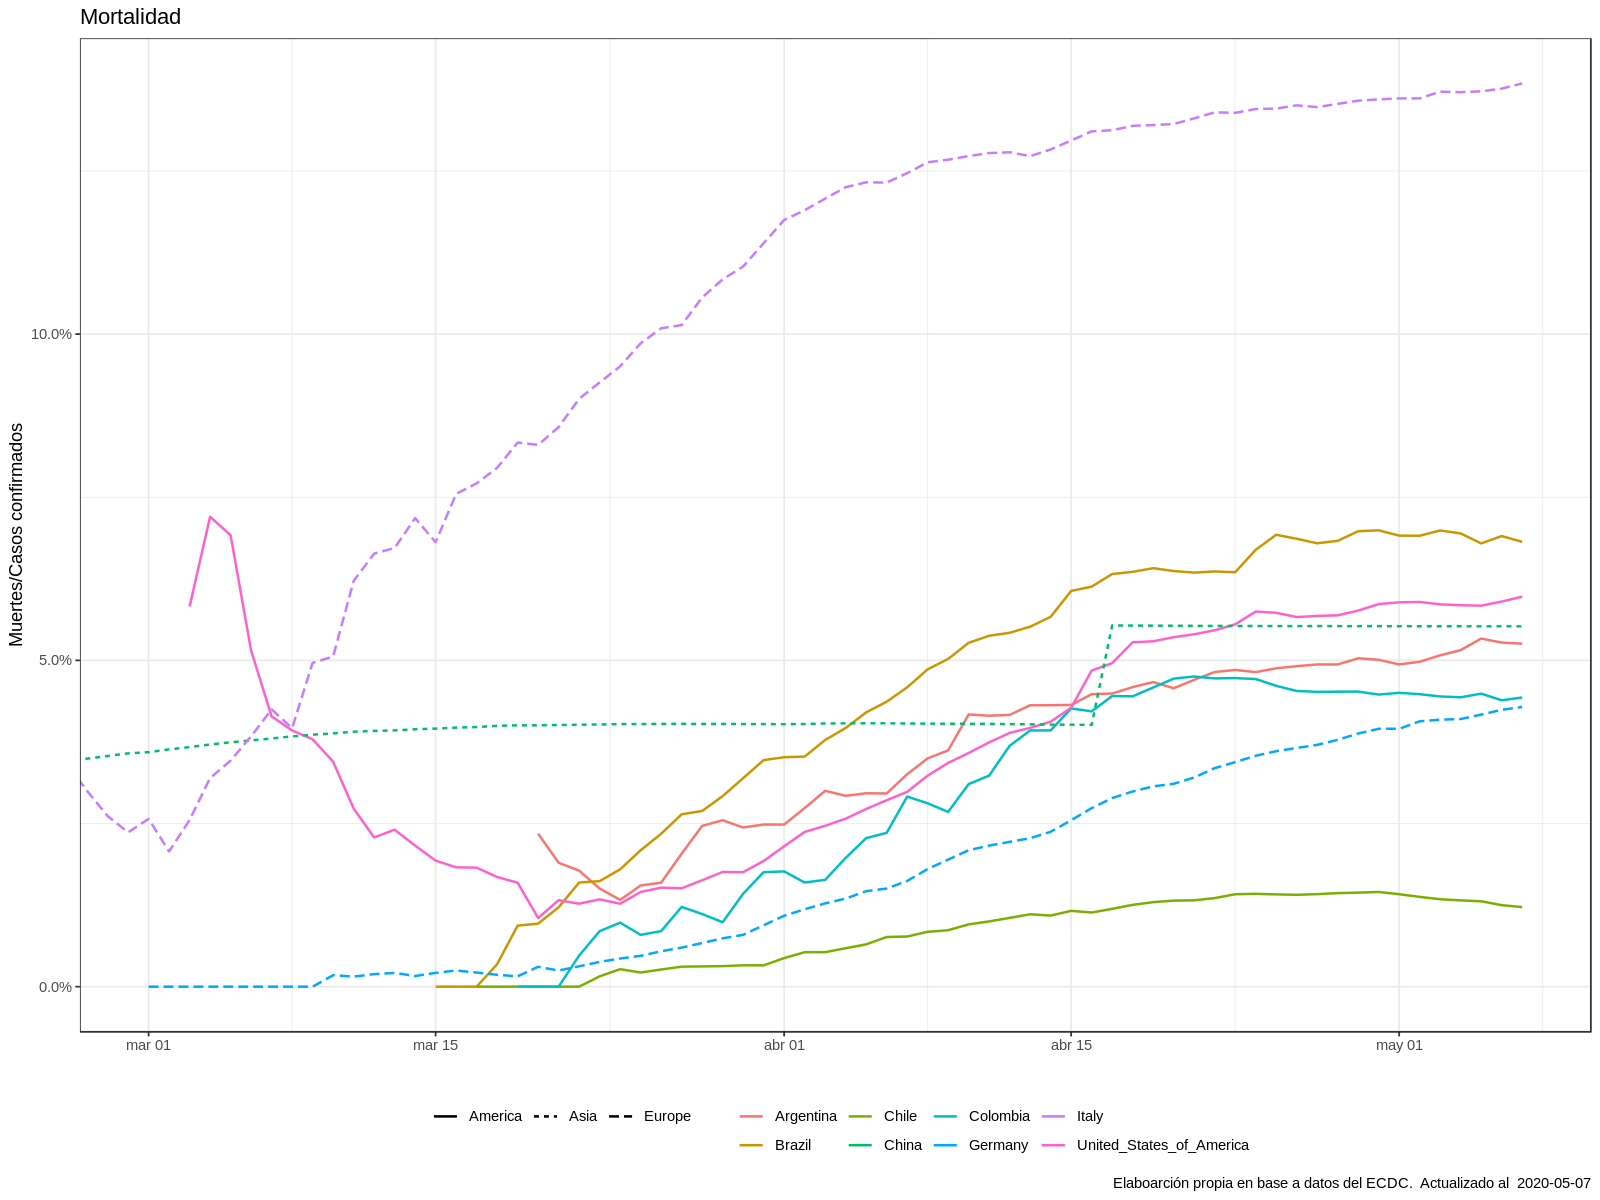 Mortalidad
Muertes/Casos confirmados
10.0%
5.0%
0.0%
mar 01 mar 15 abr 01 abr 15 may 01
America Asia Europe Argentina Chile Colombia Italy
Brazil China Germany United_States_of_America
Elaboarción propia en base a datos del ECDC.  Actualizado al  2020-05-07